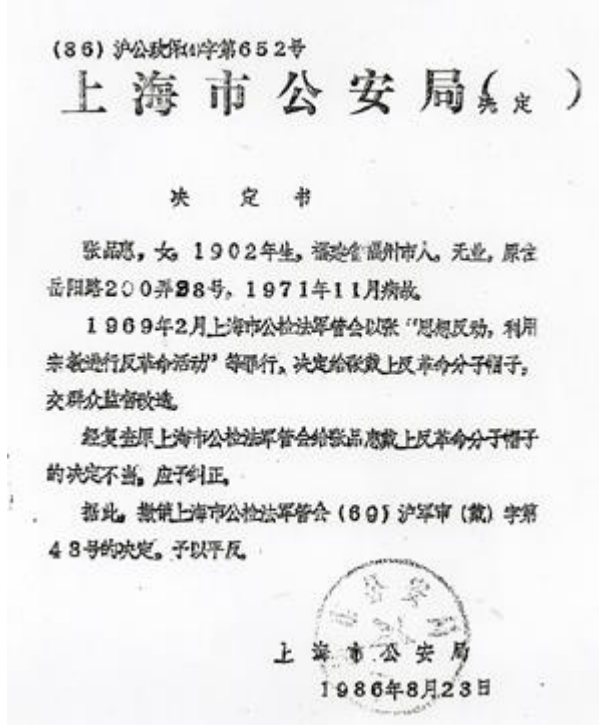 (86)沪公政保(4)字第652号
上海市公安局(决定)
决定书
张品惠，女。1902年生，福建省福州市人。无业，原住
岳阳路200弄28号，1971年11月病故。
1969年2月上海市公检法军管会以张“思想反动，利用
宗教进行反革命活动”等罪行、决定给张戴上反革命分子帽子，
交群众监督改造。
经复查原上海市公检法军管会给张品惠戴上反革命分子帽子
的决定不当。应予纠正。
据此。撤销上海市公检法军管会(69)沪军审(戴)字第
43号的决定。予以平反。
上海市公安局
1986年8月23日